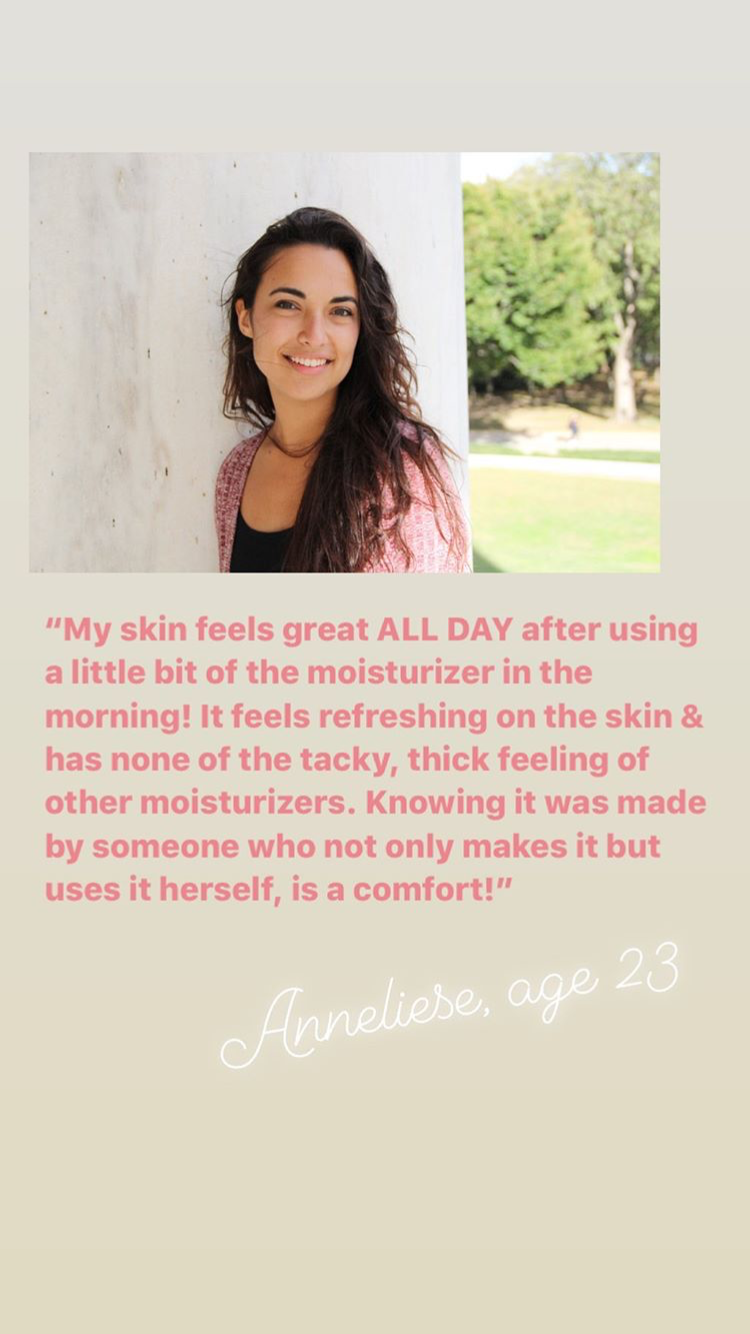 “My skin feels great ALL DAY after using
a little bit of the moisturizer in the
morning! It feels refreshing on the skin &
has none of the tacky, thick feeling of
other moisturizers. Knowing it was made
by someone who not only makes it but
uses it herself, is a comfort!”
Anneliese, age 23